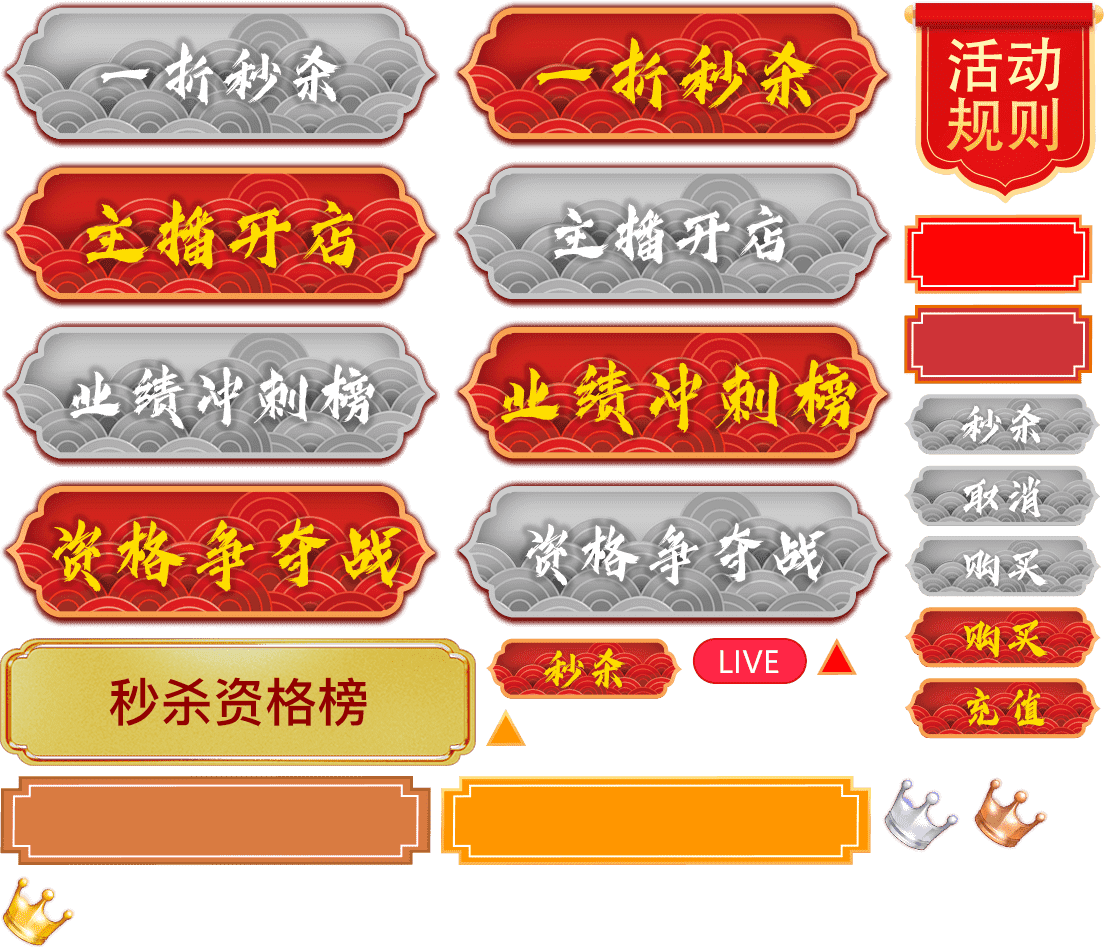 一折秒杀
一折秒杀
活动
规则
主播开店
主播开店
业绩冲刺榜
业绩冲刺榜
秒杀
取消
资格争夺战
资格争夺战
购买
购买
秒杀资格榜
秒杀
LIVE
充值